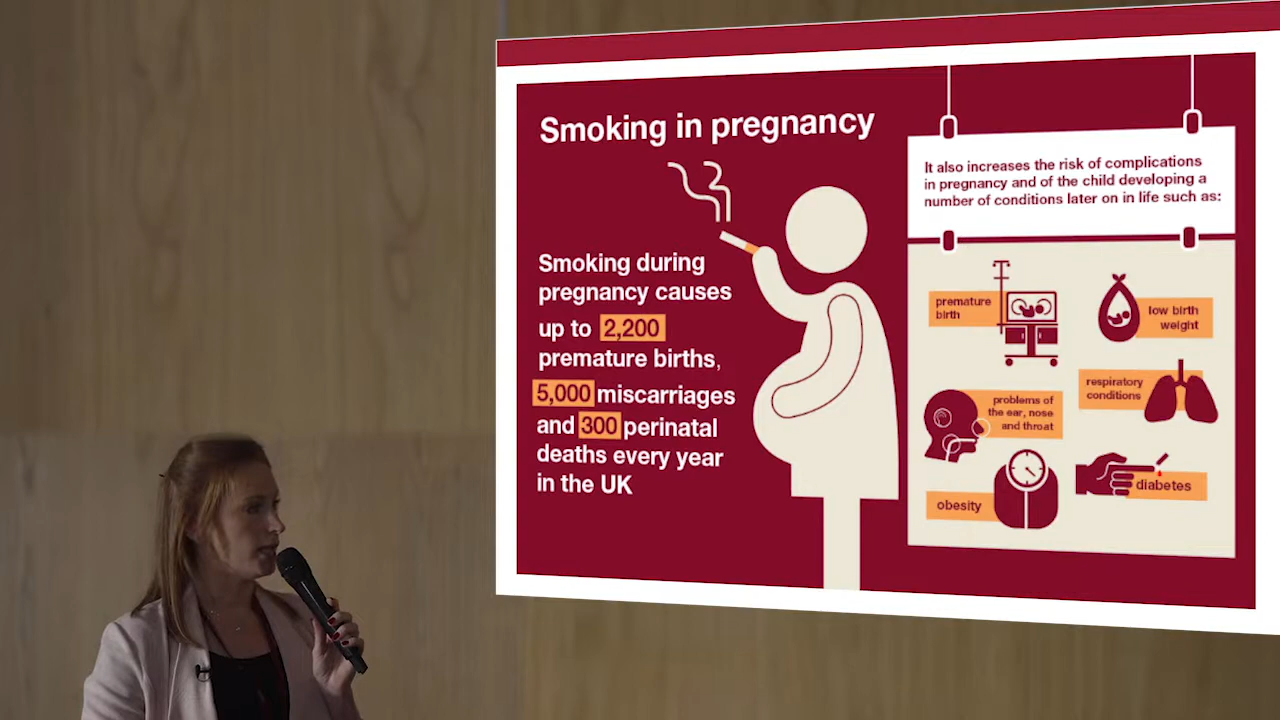 Smoking in pregnancy
Smoking during
pregnancy causes
up to 2,200
premature births,
5,000 miscarriages
and 300 perinatal
deaths every year
in the UK
It also increases the risk of complications
in pregnancy and of the child developing a
number of conditions later on in life such as:
premature
birth
low birth
weight
respiratory
conditions
problems of
the ear, nose
and throat
diabetes
obesity